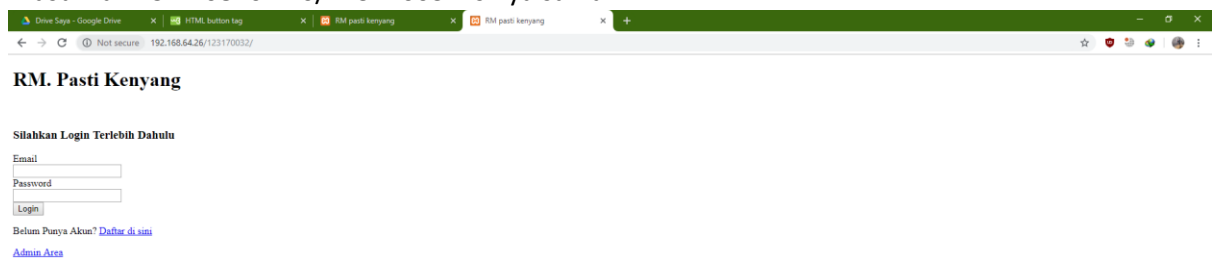 Drive Saya - Google Drive
HTML button tag
RM pasti kenyang
RM pasti kenyang
Not secure 192.168.64.26/123170032/
RM. Pasti Kenyang
Silahkan Login Terlebih Dahulu
Email
Password
Login
Belum Punya Akun? Daftar di sini
Admin Area